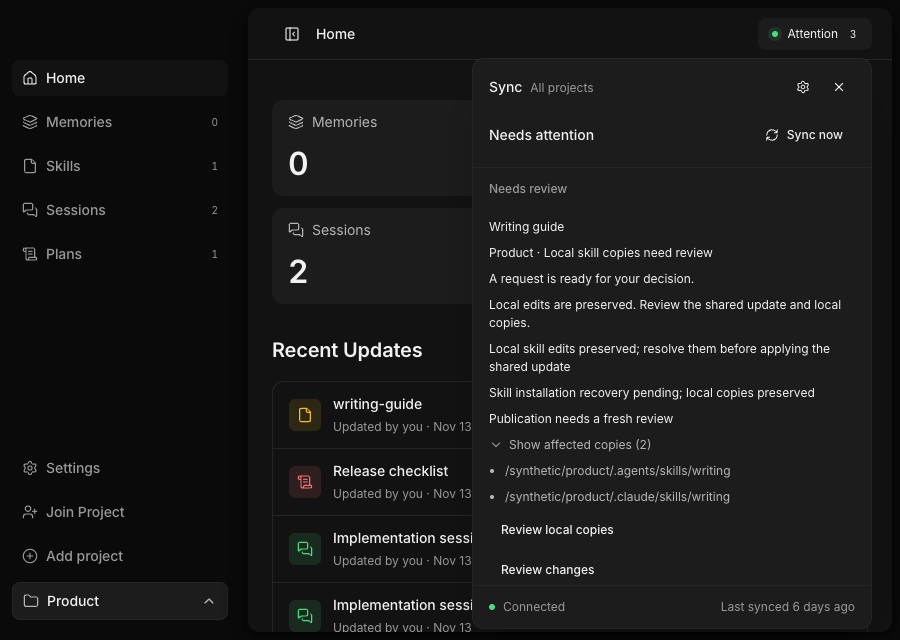 Home
Attention 3
Home
Memories 0
Skills 1
Sessions 2
Plans 1
Settings
Join Project
Add project
Product
Memories
0
Sessions
2
Recent Updates
writing-guide
Updated by you · Nov 13
Release checklist
Updated by you · Nov 13
Implementation sessi
Updated by you · Nov 13
Implementation sessi
Updated by you · Nov 13
Sync All projects
Needs attention
Sync now
Needs review
Writing guide
Product · Local skill copies need review
A request is ready for your decision.
Local edits are preserved. Review the shared update and local
copies.
Local skill edits preserved; resolve them before applying the
shared update
Skill installation recovery pending; local copies preserved
Publication needs a fresh review
Show affected copies (2)
• /synthetic/product/.agents/skills/writing
• /synthetic/product/.claude/skills/writing
Review local copies
Review changes
Connected
Last synced 6 days ago